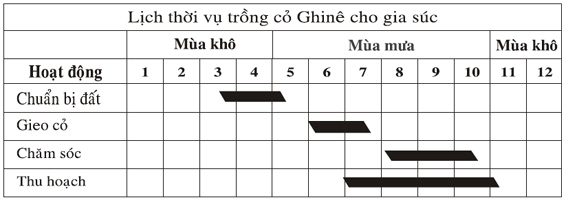 Lịch thời vụ trồng cỏ Ghinê cho gia súc
Mùa khô Mùa mưa Mùa khô
Hoạt động 1 2 3 4 5 6 7 8 9 10 11 12
Chuẩn bị đất
Gieo cỏ
Chăm sóc
Thu hoạch